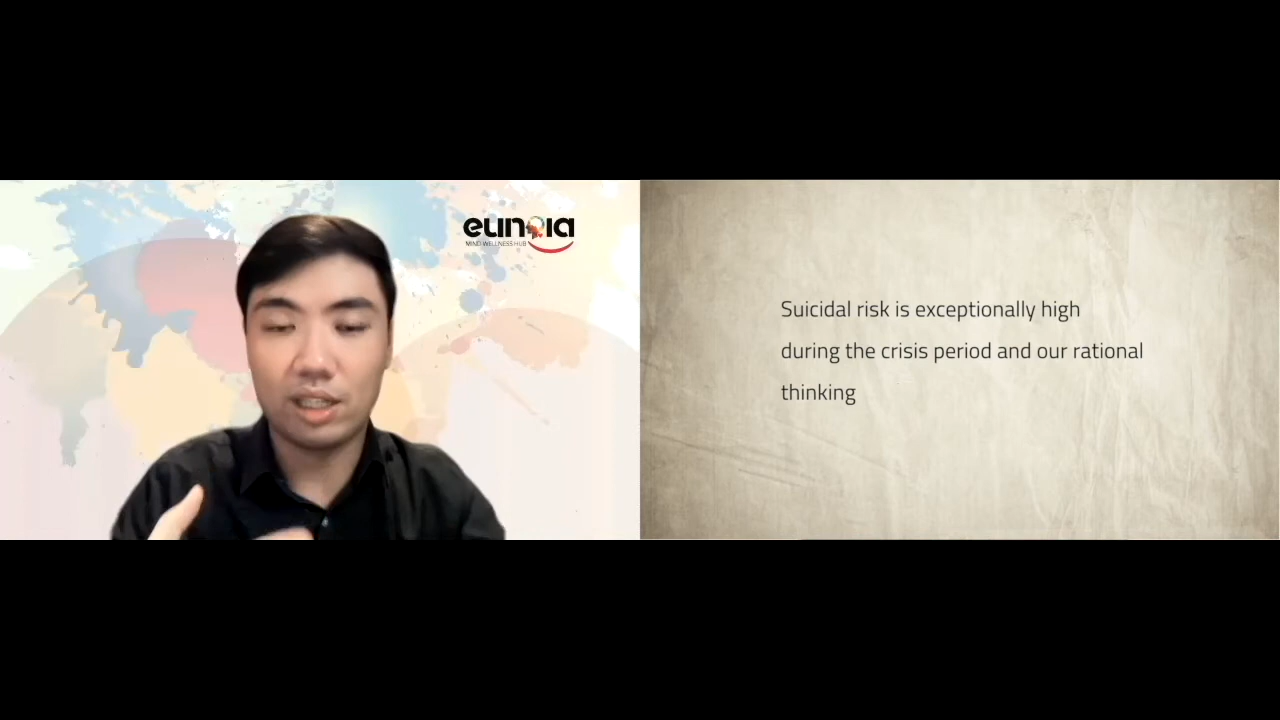 eunoia
MIND WELLNESS HUB
Suicidal risk is exceptionally high
during the crisis period and our rational
thinking